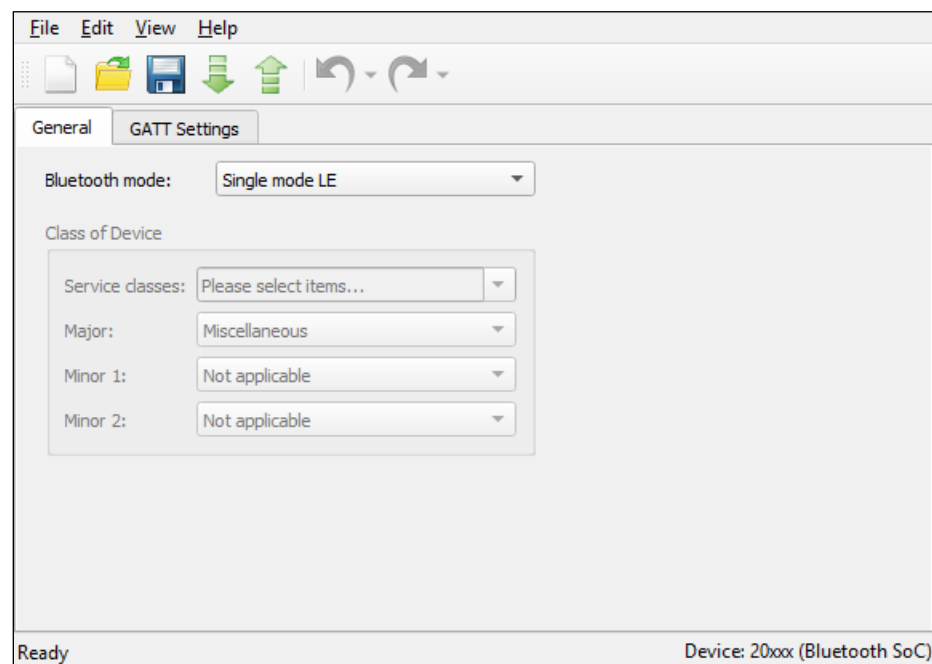 File Edit View Help
General GATT Settings
Bluetooth mode: Single mode LE
Class of Device
Service classes: Please select items...
Major: Miscellaneous
Minor 1: Not applicable
Minor 2: Not applicable
Ready Device: 20xxx (Bluetooth SoC)